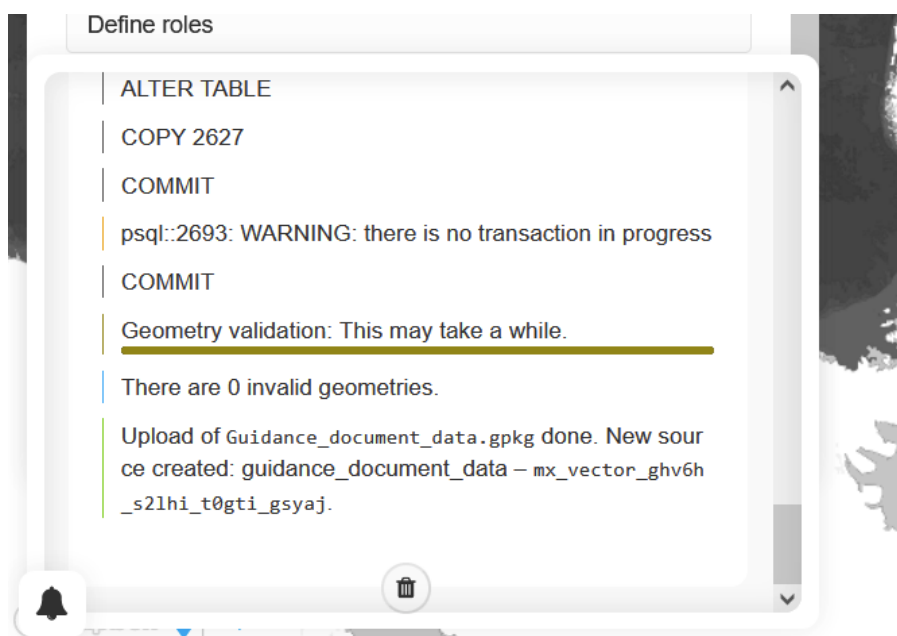 Define roles
ALTER TABLE
COPY 2627
COMMIT
psql::2693: WARNING: there is no transaction in progress
COMMIT
Geometry validation: This may take a while.
There are 0 invalid geometries.
Upload of Guidance_document_data.gpkg done. New sour
ce created: guidance_document_data – mx_vector_ghv6h
_s2lhi_t0gti_gsyaj.